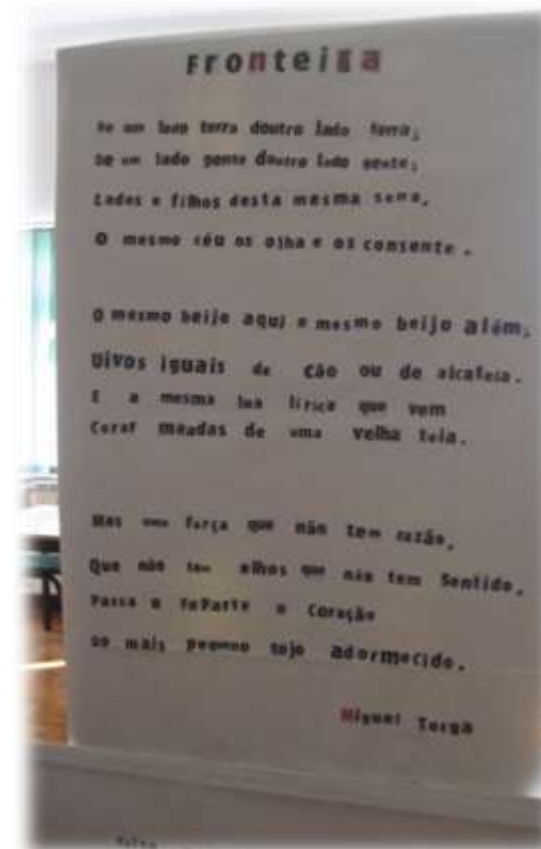 Fronteira
De um lado terra doutro lado terra;
De um lado gente doutro lado gente;
Lados e filhos desta mesma serra,
O mesmo céu os olha e os consente.
O mesmo beijo aqui o mesmo beijo além;
Uivos iguais de cão ou de alcateia.
E a mesma lua lírica que vem
Corar meadas de uma velha teia.
Mas uma força que não tem razão,
Que não tem olhos que não tem Sentido,
Passa e reParte o Coração
Do mais pequeno tojo adormecido.
Miguel Torga